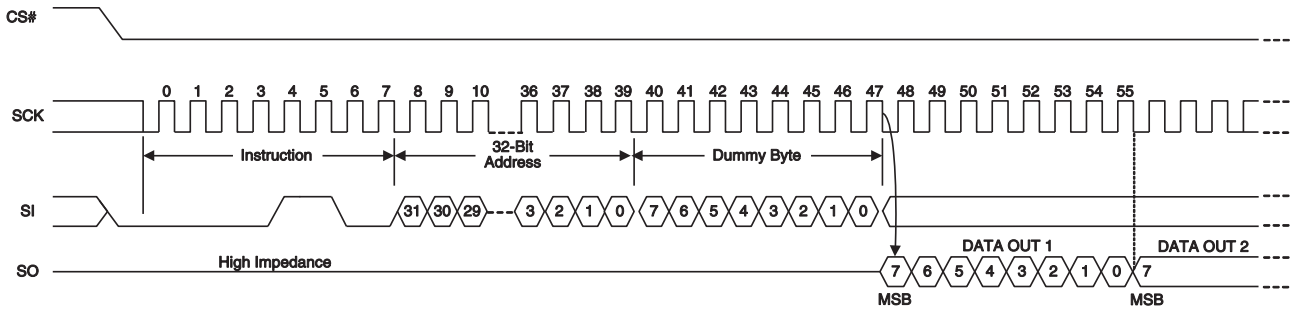 CS#
0 1 2 3 4 5 6 7 8 9 10 36 37 38 39 40 41 42 43 44 45 46 47 48 49 50 51 52 53 54 55
SCK
Instruction 32-Bit Address Dummy Byte
SI 31 30 29 3 2 1 0 7 6 5 4 3 2 1 0
High Impedance DATA OUT 1 DATA OUT 2
SO 7 6 5 4 3 2 1 0 7
MSB MSB